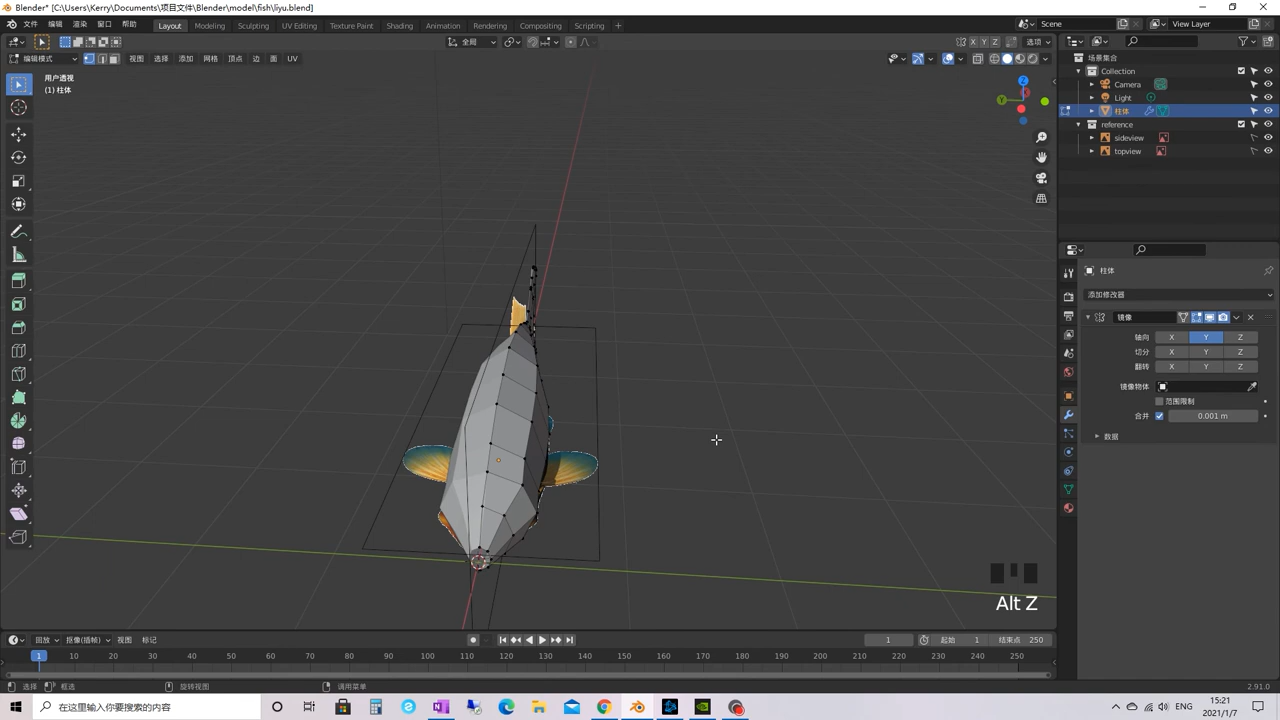 Blender* [C:\Users\Kerry\Documents\项目文件\Blender\model\fish\liyu.blend]
文件 编辑 渲染 窗口 帮助 Layout Modeling Sculpting UV Editing Texture Paint Shading Animation Rendering Compositing Scripting + Scene View Layer
全局 X Y Z 选项
编辑模式 视图 选择 添加 网格 顶点 边 面 UV
用户透视
(1) 柱体
Z
Y
场景集合
Collection
Camera
Light
柱体
reference
sideview
topview
柱体
添加修改器
镜像
轴向 X Y Z
切分 X Y Z
翻转 X Y Z
镜像物体
范围限制
合并 0.001 m
数据
Alt Z
回放 抠像(插帧) 视图 标记 1 起始 1 结束点 250
1 10 20 30 40 50 60 70 80 90 100 110 120 130 140 150 160 170 180 190 200 210 220 230 240 250
选择 框选 旋转视图 调用菜单 2.91.0
在这里输入你要搜索的内容
ENG
15:21
2021/1/7